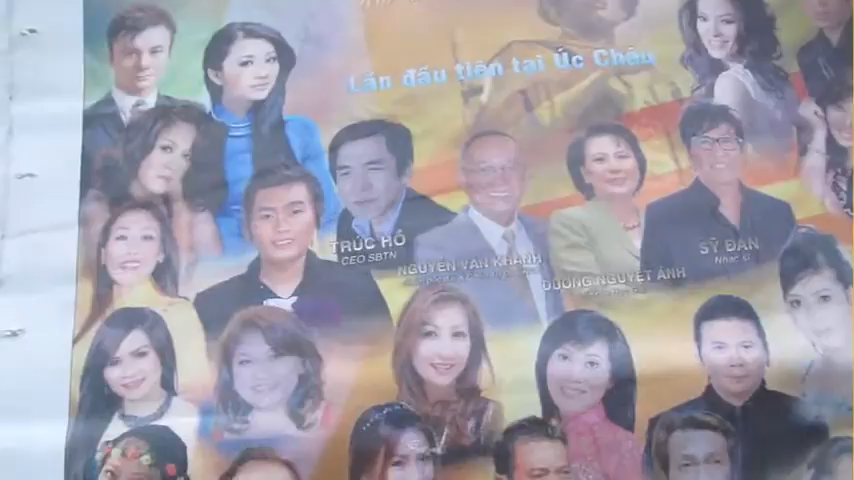 Lần đầu tiên tại Úc Châu
TRÚC HỒ
CEO SBTN
NGUYỄN VĂN KHANH
DƯƠNG NGUYỆT ÁNH
SỸ ĐAN
Nhạc sĩ